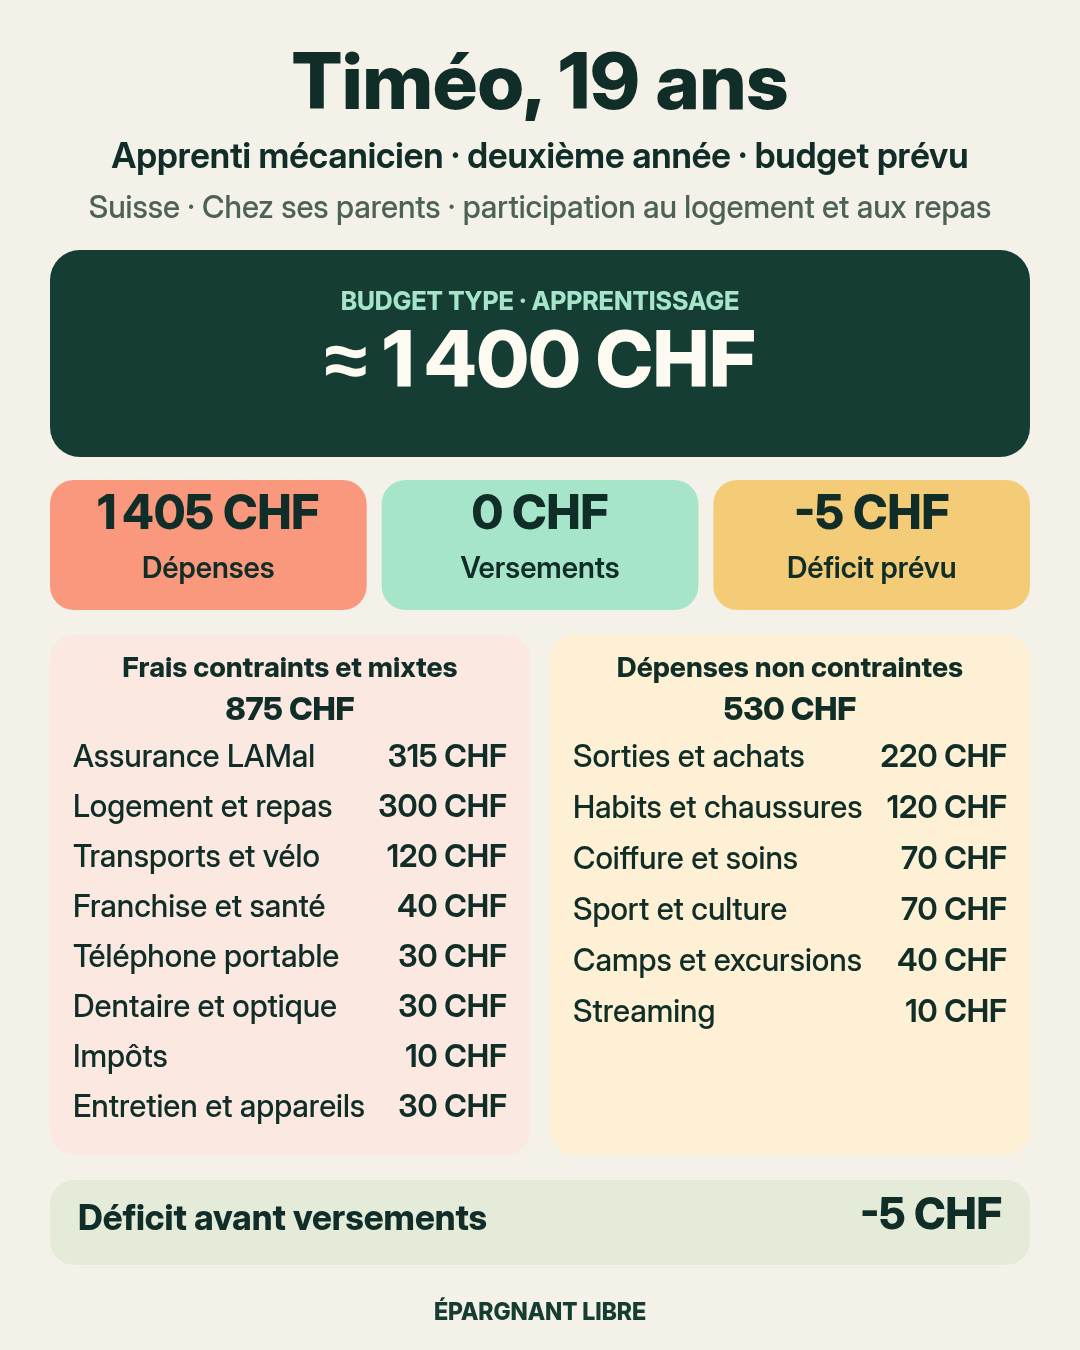 Timéo, 19 ans
Apprenti mécanicien · deuxième année · budget prévu
Suisse · Chez ses parents · participation au logement et aux repas
BUDGET TYPE · APPRENTISSAGE
≈ 1 400 CHF
1 405 CHF
Dépenses
0 CHF
Versements
-5 CHF
Déficit prévu
Frais contraints et mixtes
875 CHF
Assurance LAMal 315 CHF
Logement et repas 300 CHF
Transports et vélo 120 CHF
Franchise et santé 40 CHF
Téléphone portable 30 CHF
Dentaire et optique 30 CHF
Impôts 10 CHF
Entretien et appareils 30 CHF
Dépenses non contraintes
530 CHF
Sorties et achats 220 CHF
Habits et chaussures 120 CHF
Coiffure et soins 70 CHF
Sport et culture 70 CHF
Camps et excursions 40 CHF
Streaming 10 CHF
Déficit avant versements -5 CHF
ÉPARGNANT LIBRE